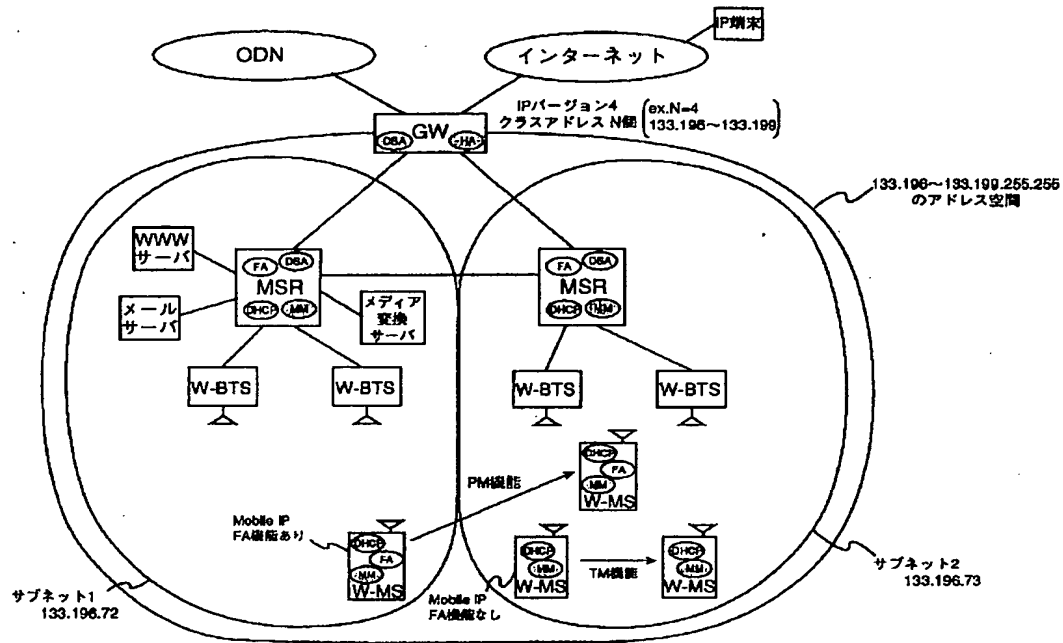 IP端末
ODN
インターネット
IPバージョン4
クラスアドレス N個
ex.N=4
133.196～133.199
GW
DSA
HA
133.196～133.199.255.255
のアドレス空間
WWW
サーバ
FA
DSA
MSR
DHCP
MM
メール
サーバ
メディア
変換
サーバ
FA
DSA
MSR
DHCP
MM
W-BTS
W-BTS
W-BTS
W-BTS
DHCP
FA
MM
W-MS
PM機能
Mobile IP
FA機能あり
DHCP
FA
MM
W-MS
DHCP
MM
W-MS
TM機能
DHCP
MM
W-MS
Mobile IP
FA機能なし
サブネット1
133.196.72
サブネット2
133.196.73